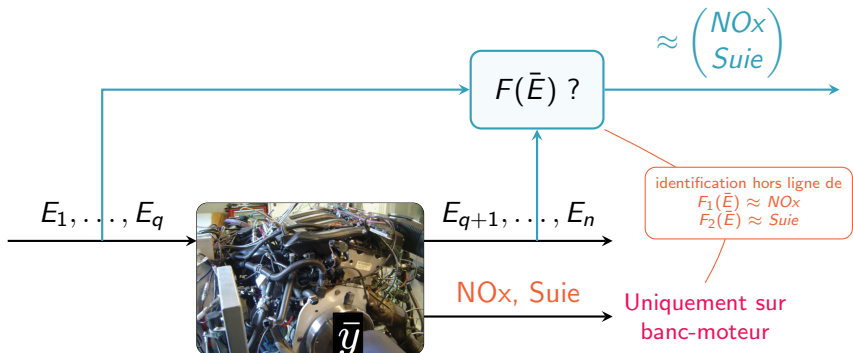 ≈ (NOx
Suie)
F(Ē) ?
identification hors ligne de
F₁(Ē) ≈ NOx
F₂(Ē) ≈ Suie
E₁, . . . , E_q
E_{q+1}, . . . , E_n
ȳ
NOx, Suie
Uniquement sur
banc-moteur